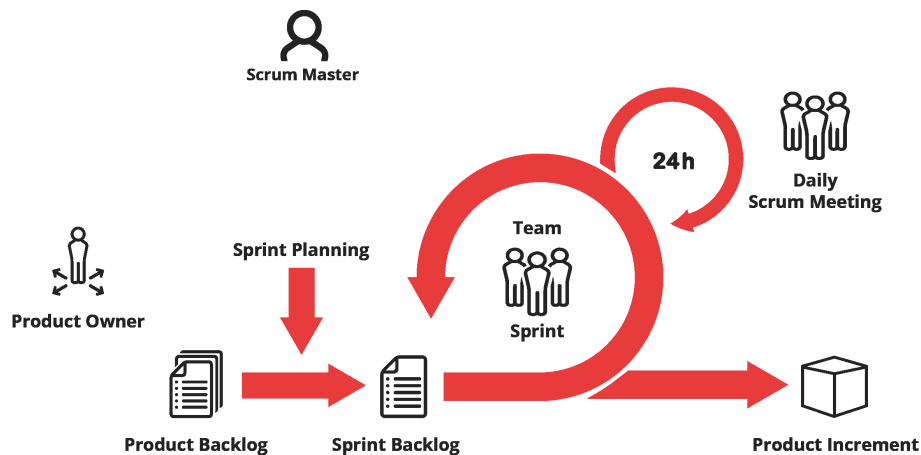 Scrum Master
24h
Daily
Scrum Meeting
Team
Sprint Planning
Product Owner
Sprint
Product Backlog
Sprint Backlog
Product Increment